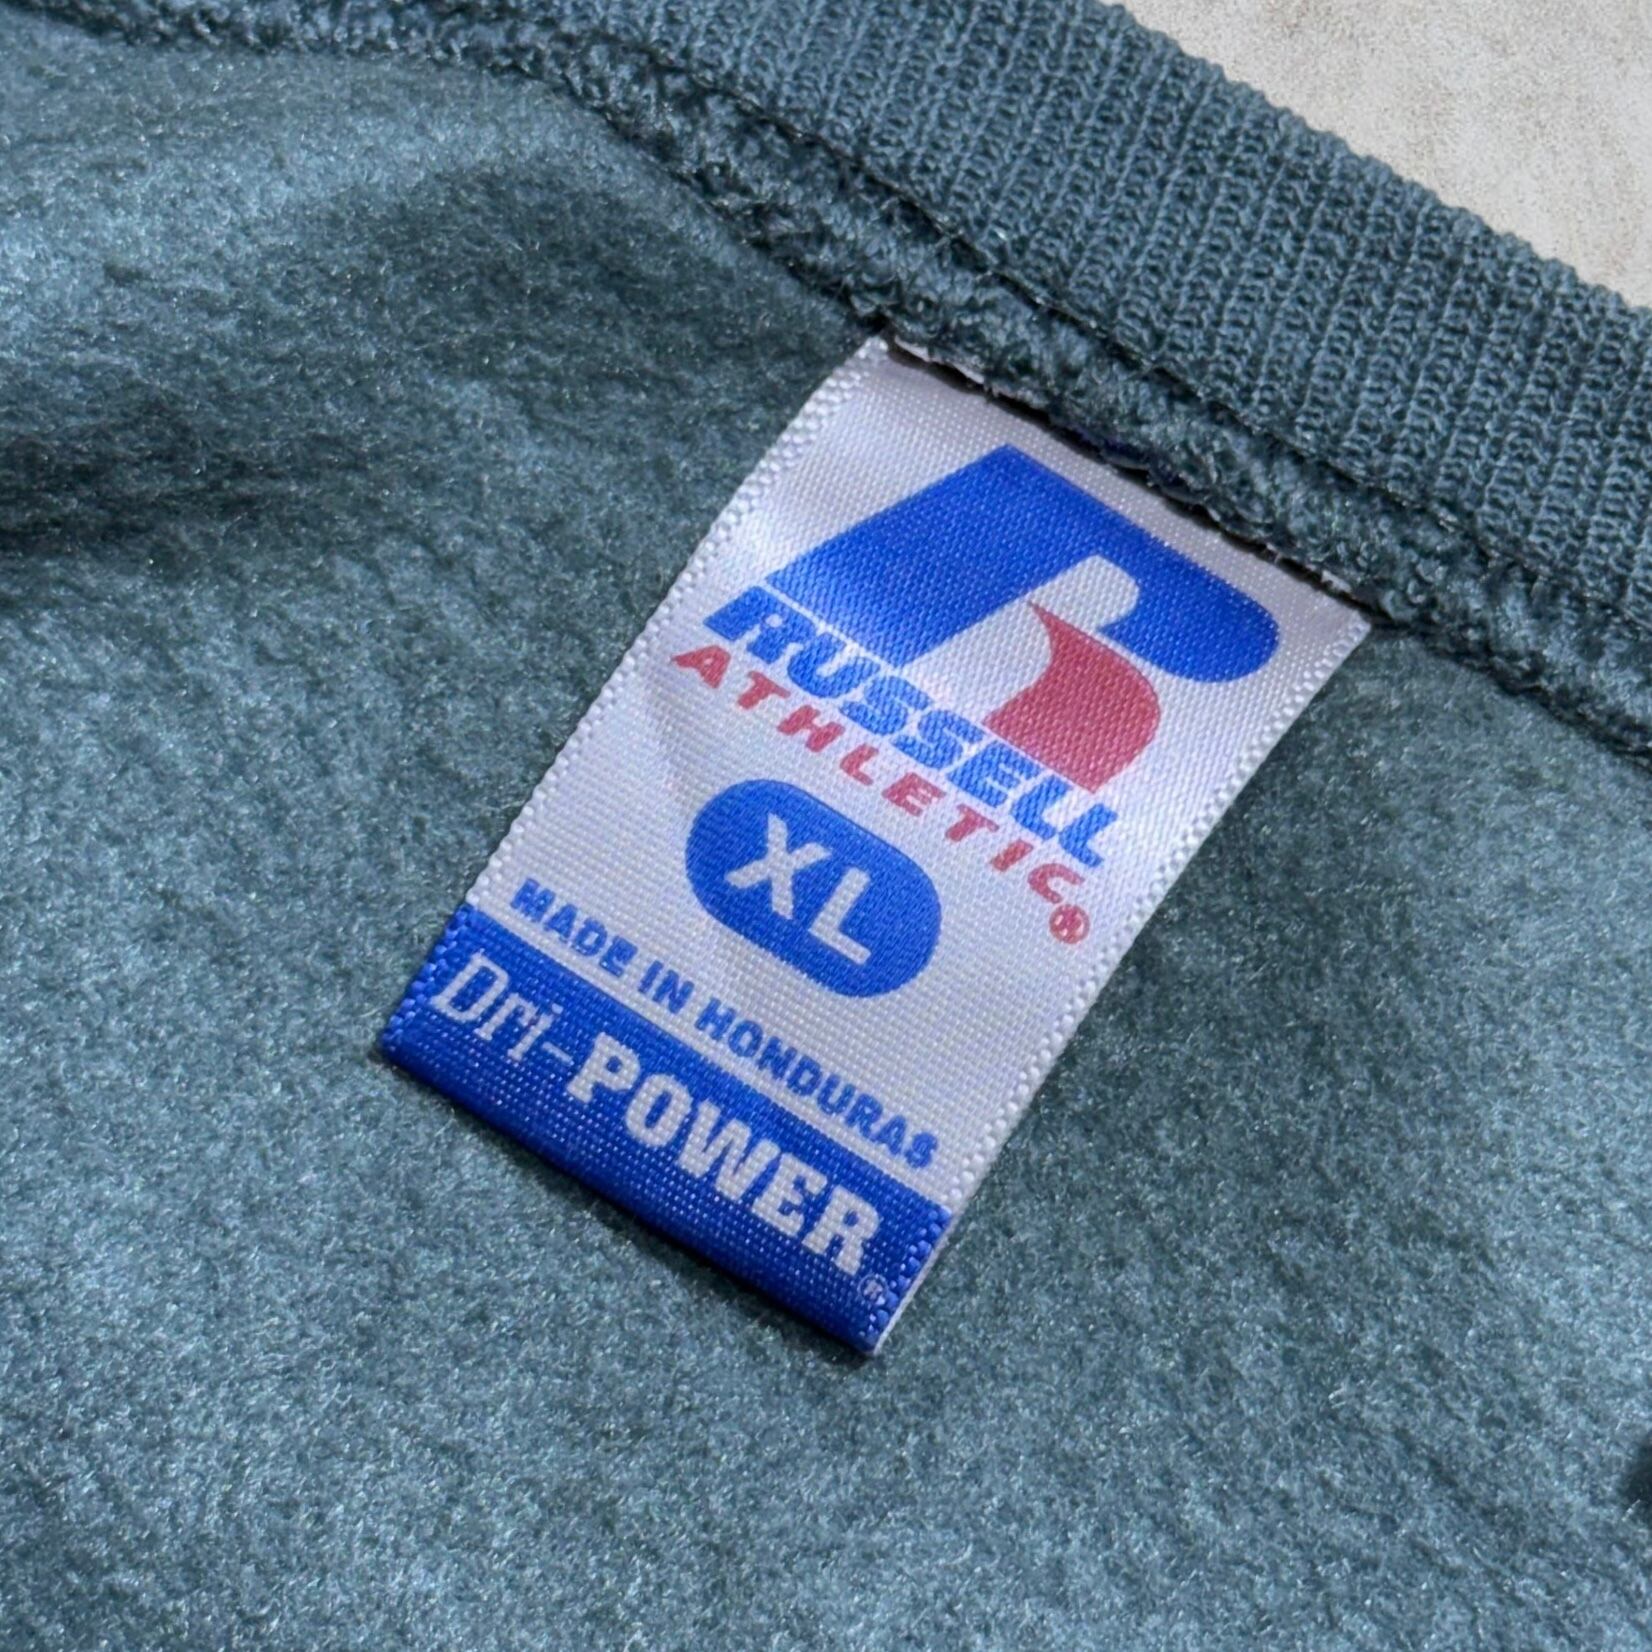 RUSSELL
ATHLETIC®
XL
MADE IN HONDURAS
Dri-POWER®